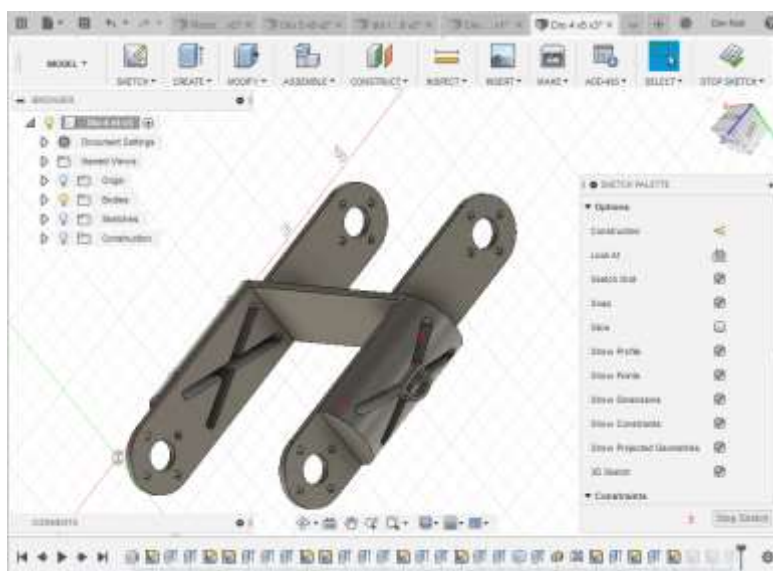 MODEL
SKETCH
CREATE
MODIFY
ASSEMBLE
CONSTRUCT
INSPECT
INSERT
MAKE
ADD-INS
SELECT
STOP SKETCH
BROWSER
Document Settings
Named Views
Origin
Bodies
Sketches
Construction
SKETCH PALETTE
Options
Construction
Look At
Sketch Grid
Snap
Slice
Show Profile
Show Points
Show Dimensions
Show Constraints
Show Projected Geometries
3D Sketch
Constraints
Stop Sketch
COMMENTS